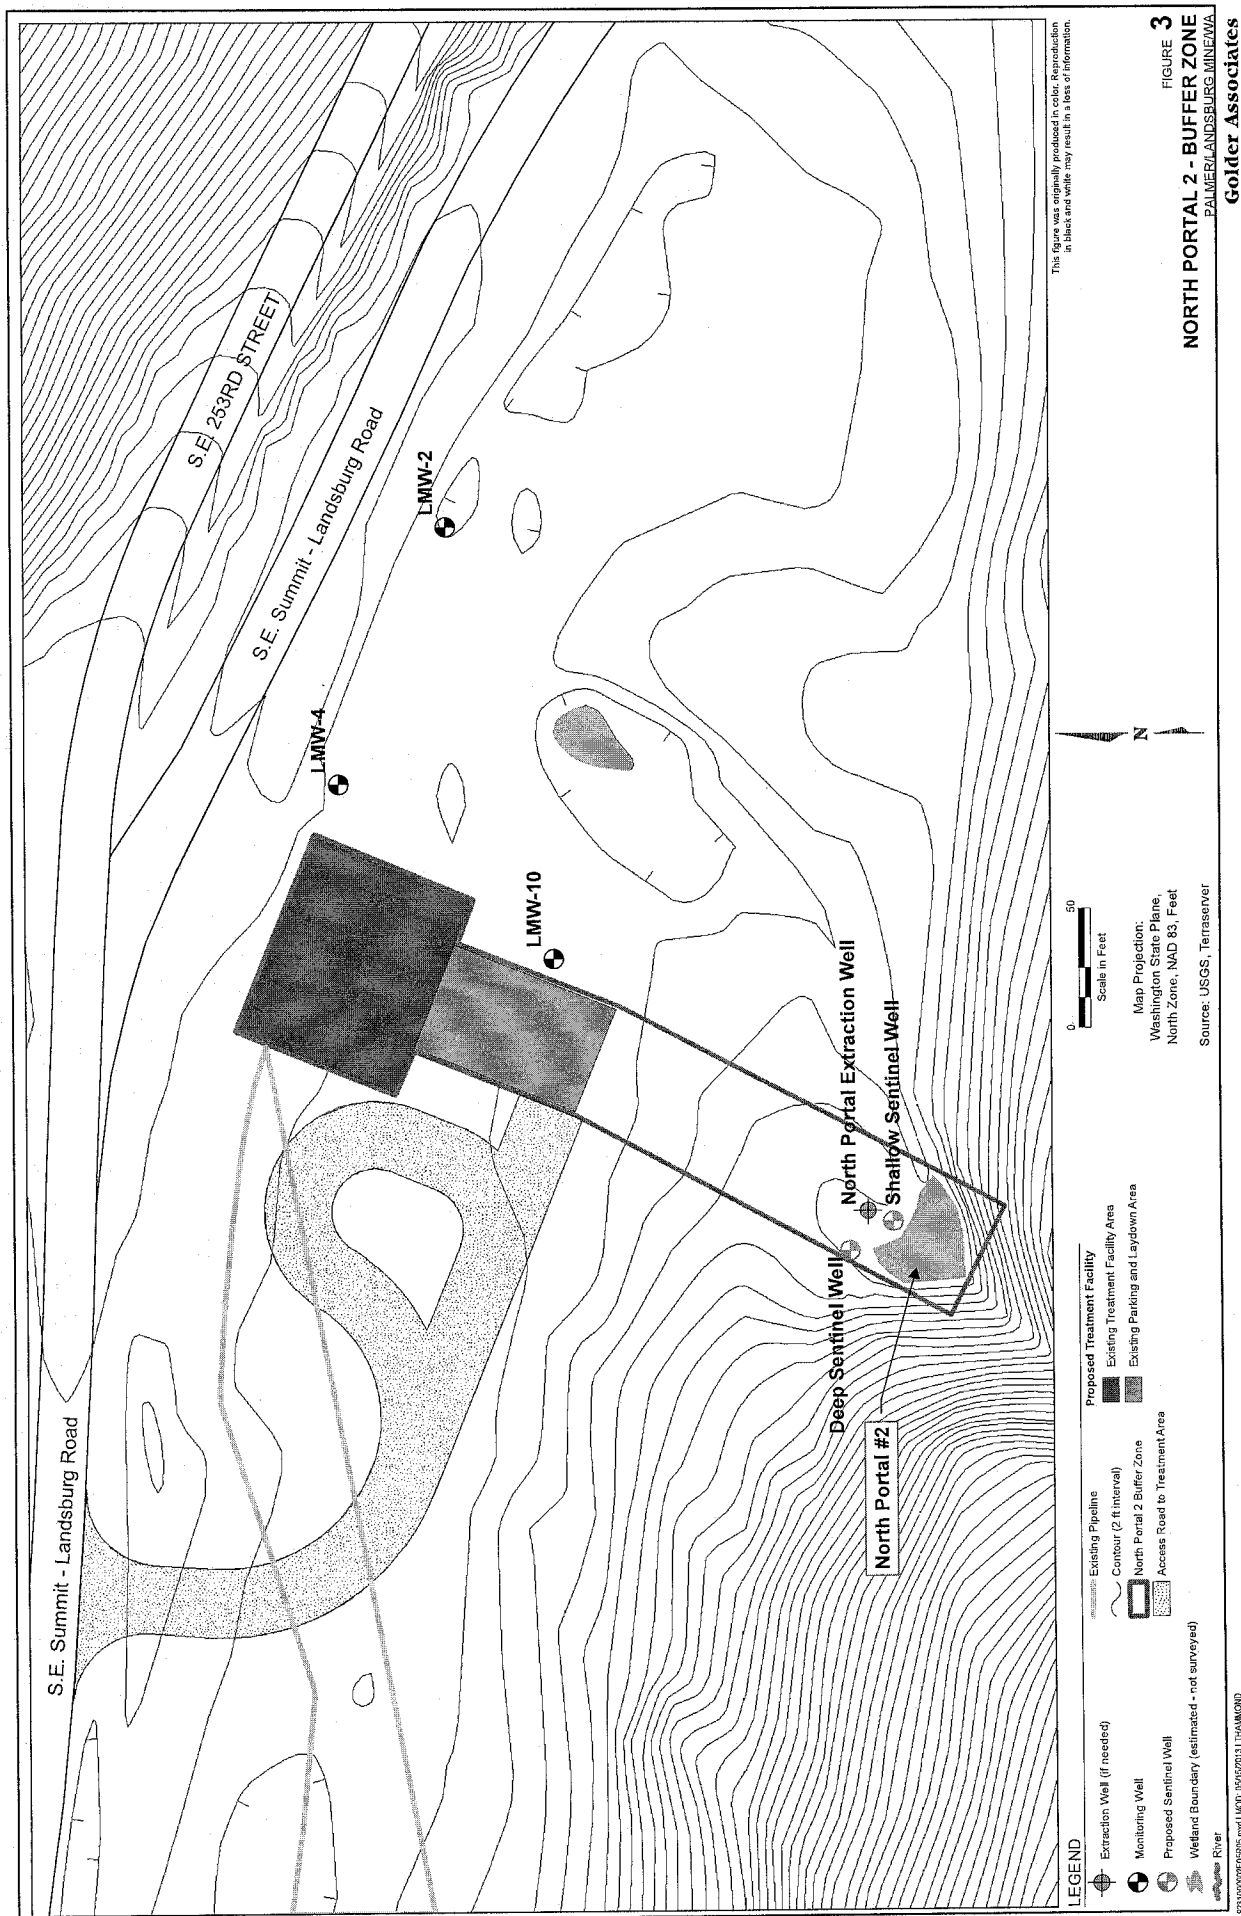 S.E. Summit - Landsburg Road
S.E. 253RD STREET
S.E. Summit - Landsburg Road
LMW-4
LMW-2
LMW-10
North Portal Extraction Well
Shallow Sentinel Well
Deep Sentinel Well
North Portal #2
LEGEND
Extraction Well (if needed)
Monitoring Well
Proposed Sentinel Well
Wetland Boundary (estimated - not surveyed)
River
Existing Pipeline
Contour (2 ft interval)
North Portal 2 Buffer Zone
Access Road to Treatment Area
Proposed Treatment Facility
Existing Treatment Facility Area
Existing Parking and Laydown Area
0
50
Scale in Feet
Map Projection:
Washington State Plane,
North Zone, NAD 83, Feet
Source: USGS, Terraserver
N
This figure was originally produced in color. Reproduction
in black and white may result in a loss of information.
FIGURE 3
NORTH PORTAL 2 - BUFFER ZONE
PALMER/LANDSBURG MINE/WA
Golder Associates